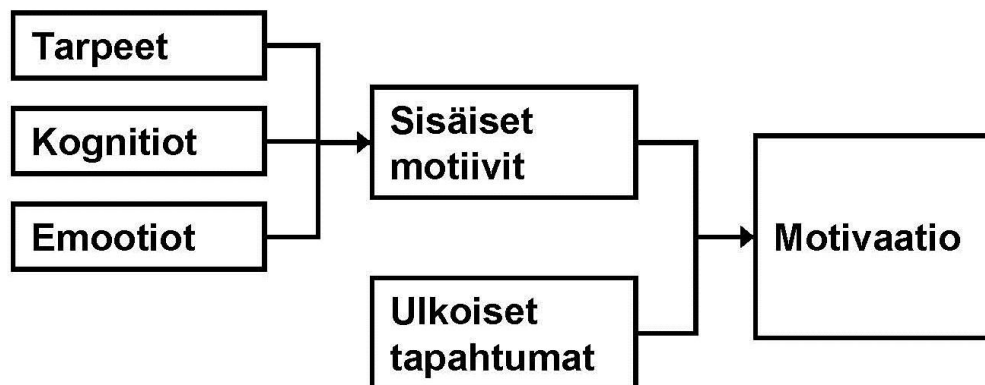 Tarpeet
Kognitiot
Emootiot
Sisäiset
motiivit
Ulkoiset
tapahtumat
Motivaatio